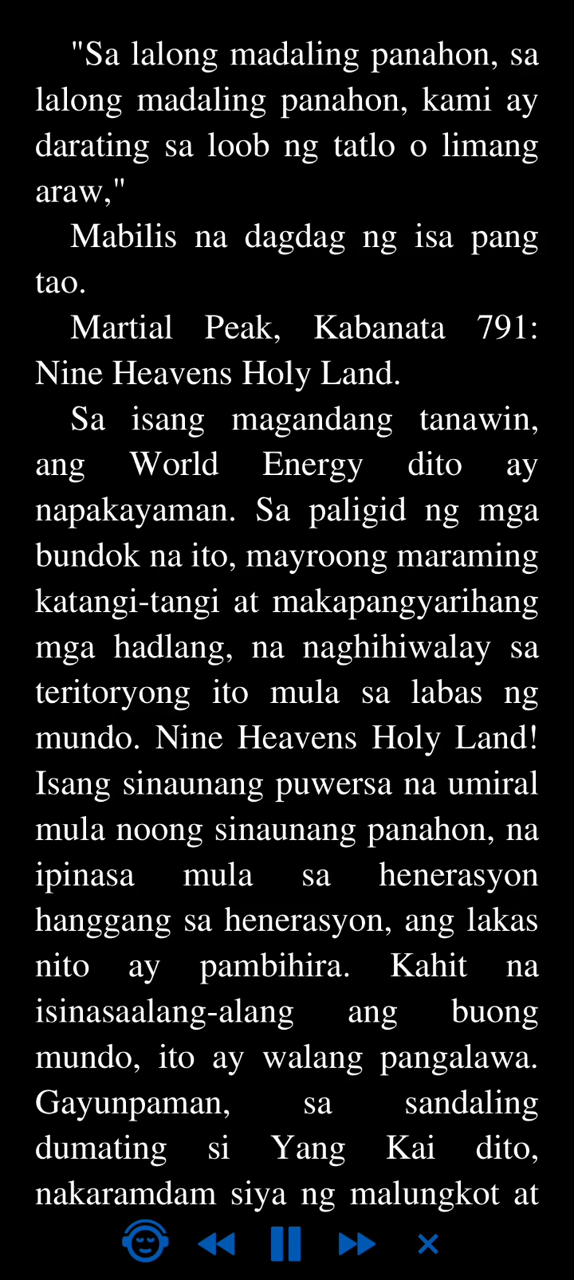 "Sa lalong madaling panahon, sa
lalong madaling panahon, kami ay
darating sa loob ng tatlo o limang
araw,"
Mabilis na dagdag ng isa pang
tao.
Martial Peak, Kabanata 791:
Nine Heavens Holy Land.
Sa isang magandang tanawin,
ang World Energy dito ay
napakayaman. Sa paligid ng mga
bundok na ito, mayroong maraming
katangi-tangi at makapangyarihang
mga hadlang, na naghihiwalay sa
teritoryong ito mula sa labas ng
mundo. Nine Heavens Holy Land!
Isang sinaunang puwersa na umiral
mula noong sinaunang panahon, na
ipinasa mula sa henerasyon
hanggang sa henerasyon, ang lakas
nito ay pambihira. Kahit na
isinasaalang-alang ang buong
mundo, ito ay walang pangalawa.
Gayunpaman, sa sandaling
dumating si Yang Kai dito,
nakaramdam siya ng malungkot at